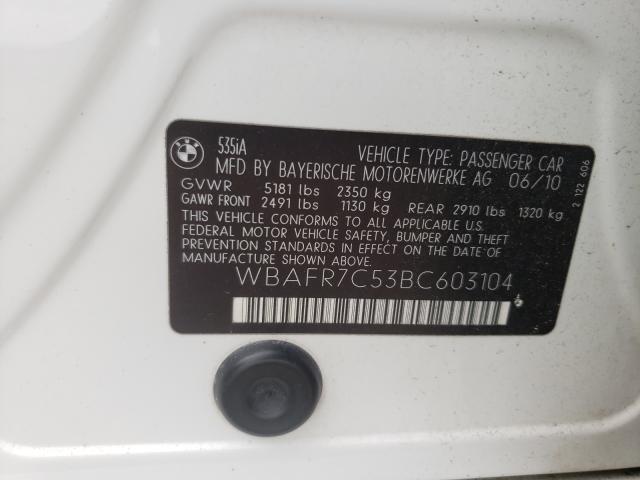 BMW
535iA VEHICLE TYPE: PASSENGER CAR
MFD BY BAYERISCHE MOTORENWERKE AG 06/10
GVWR 5181 lbs 2350 kg
GAWR FRONT 2491 lbs 1130 kg REAR 2910 lbs 1320 kg
THIS VEHICLE CONFORMS TO ALL APPLICABLE U.S.
FEDERAL MOTOR VEHICLE SAFETY, BUMPER AND THEFT
PREVENTION STANDARDS IN EFFECT ON THE DATE OF
MANUFACTURE SHOWN ABOVE.
WBAFR7C53BC603104
2 122 606